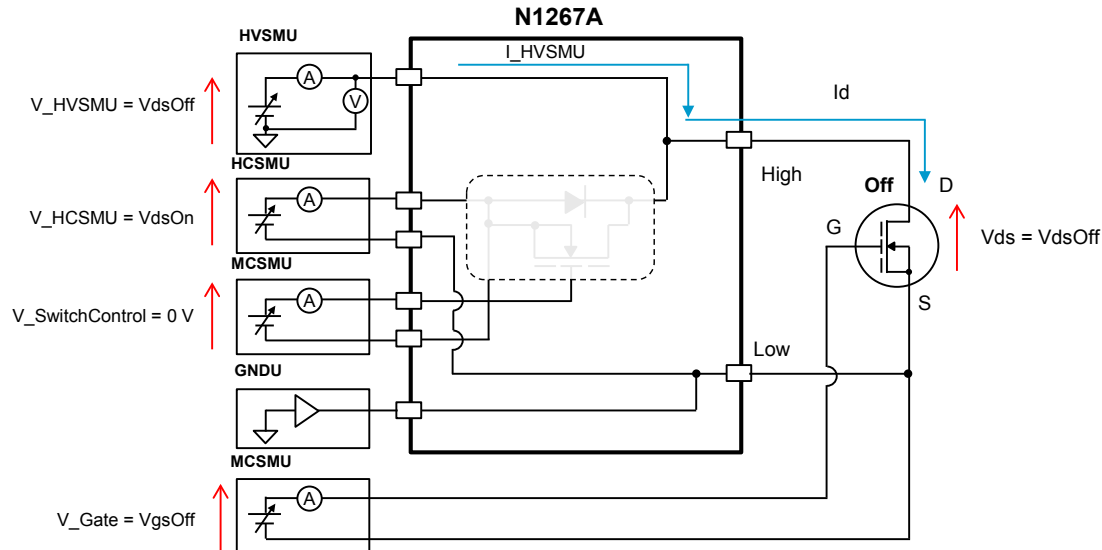 N1267A
HVSMU
I_HVSMU
A
V
V_HVSMU = VdsOff
Id
HCSMU
High
Off
D
A
V_HCSMU = VdsOn
G
Vds = VdsOff
MCSMU
S
A
V_SwitchControl = 0 V
Low
GNDU
MCSMU
A
V_Gate = VgsOff